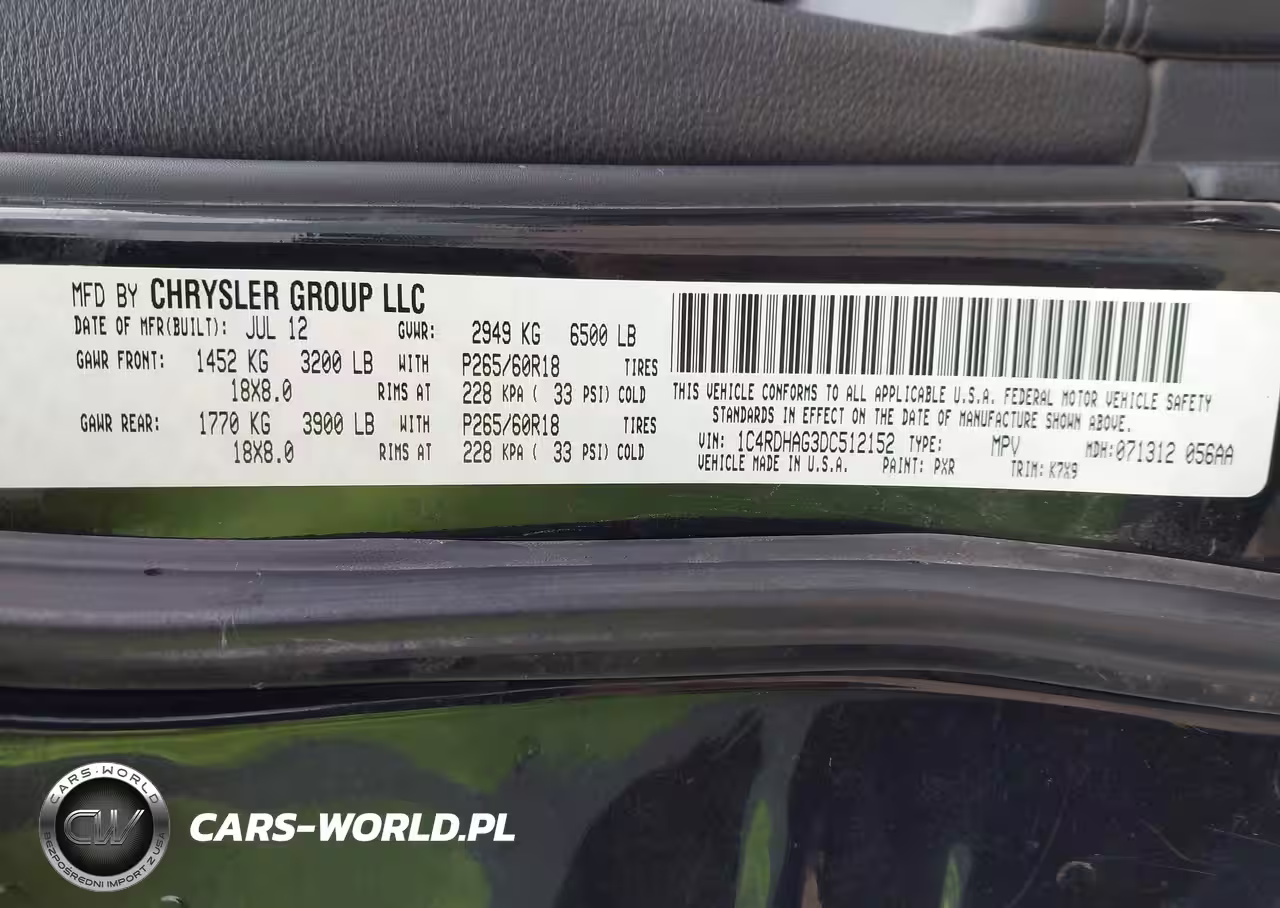 MFD BY CHRYSLER GROUP LLC
DATE OF MFR(BUILT): JUL 12 GVWR: 2949 KG 6500 LB
GAWR FRONT: 1452 KG 3200 LB WITH P265/60R18 TIRES
18X8.0 RIMS AT 228 KPA ( 33 PSI) COLD
GAWR REAR: 1770 KG 3900 LB WITH P265/60R18 TIRES
18X8.0 RIMS AT 228 KPA ( 33 PSI) COLD
THIS VEHICLE CONFORMS TO ALL APPLICABLE U.S.A. FEDERAL MOTOR VEHICLE SAFETY
STANDARDS IN EFFECT ON THE DATE OF MANUFACTURE SHOWN ABOVE.
VIN: 1C4RDHAG3DC512152 TYPE: MPV MDH:071312 056AA
VEHICLE MADE IN U.S.A. PAINT: PXR TRIM: K7X9
CARS-WORLD
CW
BEZPOŚREDNI IMPORT Z USA
CARS-WORLD.PL